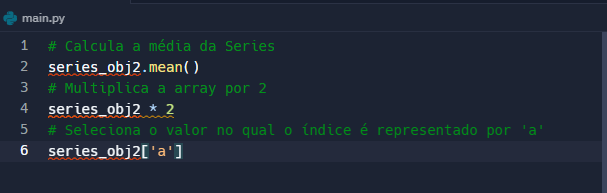 main.py
1 # Calcula a média da Series
2 series_obj2.mean()
3 # Multiplica a array por 2
4 series_obj2 * 2
5 # Seleciona o valor no qual o índice é representado por 'a'
6 series_obj2['a']